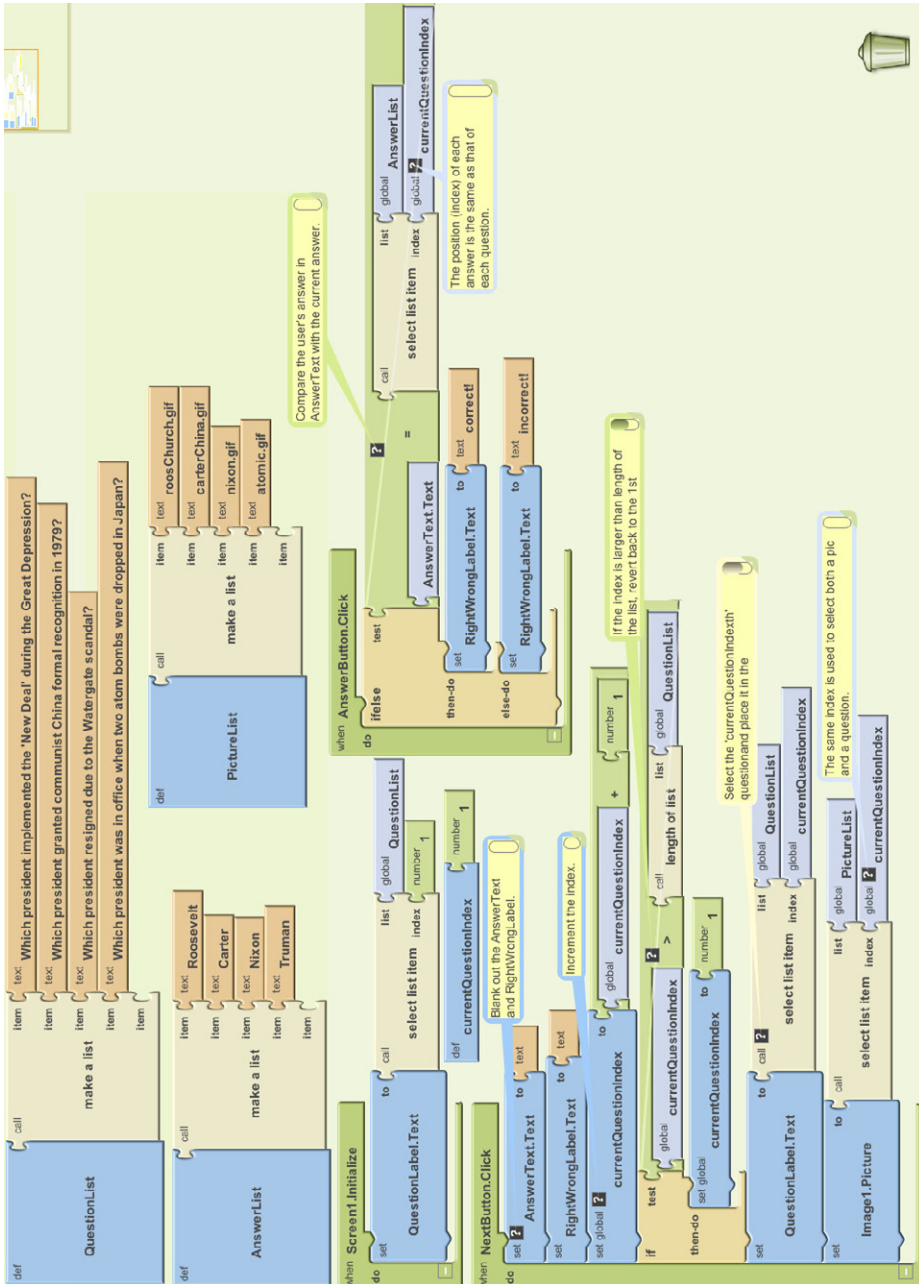 def
QuestionList
call
make a list
item text Which president implemented the 'New Deal' during the Great Depression?
item text Which president granted communist China formal recognition in 1979?
item text Which president resigned due to the Watergate scandal?
item text Which president was in office when two atom bombs were dropped in Japan?
item
def
AnswerList
call
make a list
item text Roosevelt
item text Carter
item text Nixon
item text Truman
item
def
PictureList
call
make a list
item text roosChurch.gif
item text carterChina.gif
item text nixon.gif
item text atomic.gif
item
when Screen1.Initialize
do
set QuestionLabel.Text to
call select list item
list global QuestionList
index number 1
def currentQuestionIndex number 1
when AnswerButton.Click
do
ifelse test
AnswerText.Text
? =
call select list item
list global AnswerList
index global ? currentQuestionIndex
then-do
set RightWrongLabel.Text to text correct!
else-do
set RightWrongLabel.Text to text incorrect!
Compare the user's answer in
AnswerText with the current answer.
The position (index) of each
answer is the same as that of
each question.
when NextButton.Click
do
set ? AnswerText.Text to text
set RightWrongLabel.Text to text
set global ? currentQuestionIndex to
global currentQuestionIndex + number 1
if test
global currentQuestionIndex
? >
call length of list
list global QuestionList
then-do
set global currentQuestionIndex to number 1
set QuestionLabel.Text to
call ? select list item
list global QuestionList
index global currentQuestionIndex
set Image1.Picture to
call select list item
list global PictureList
index global ? currentQuestionIndex
Blank out the AnswerText
and RightWrongLabel.
Increment the index.
If the index is larger than length of
the list, revert back to the 1st
Select the 'currentQuestionIndexth'
questionand place it in the
The same index is used to select both a pic
and a question.